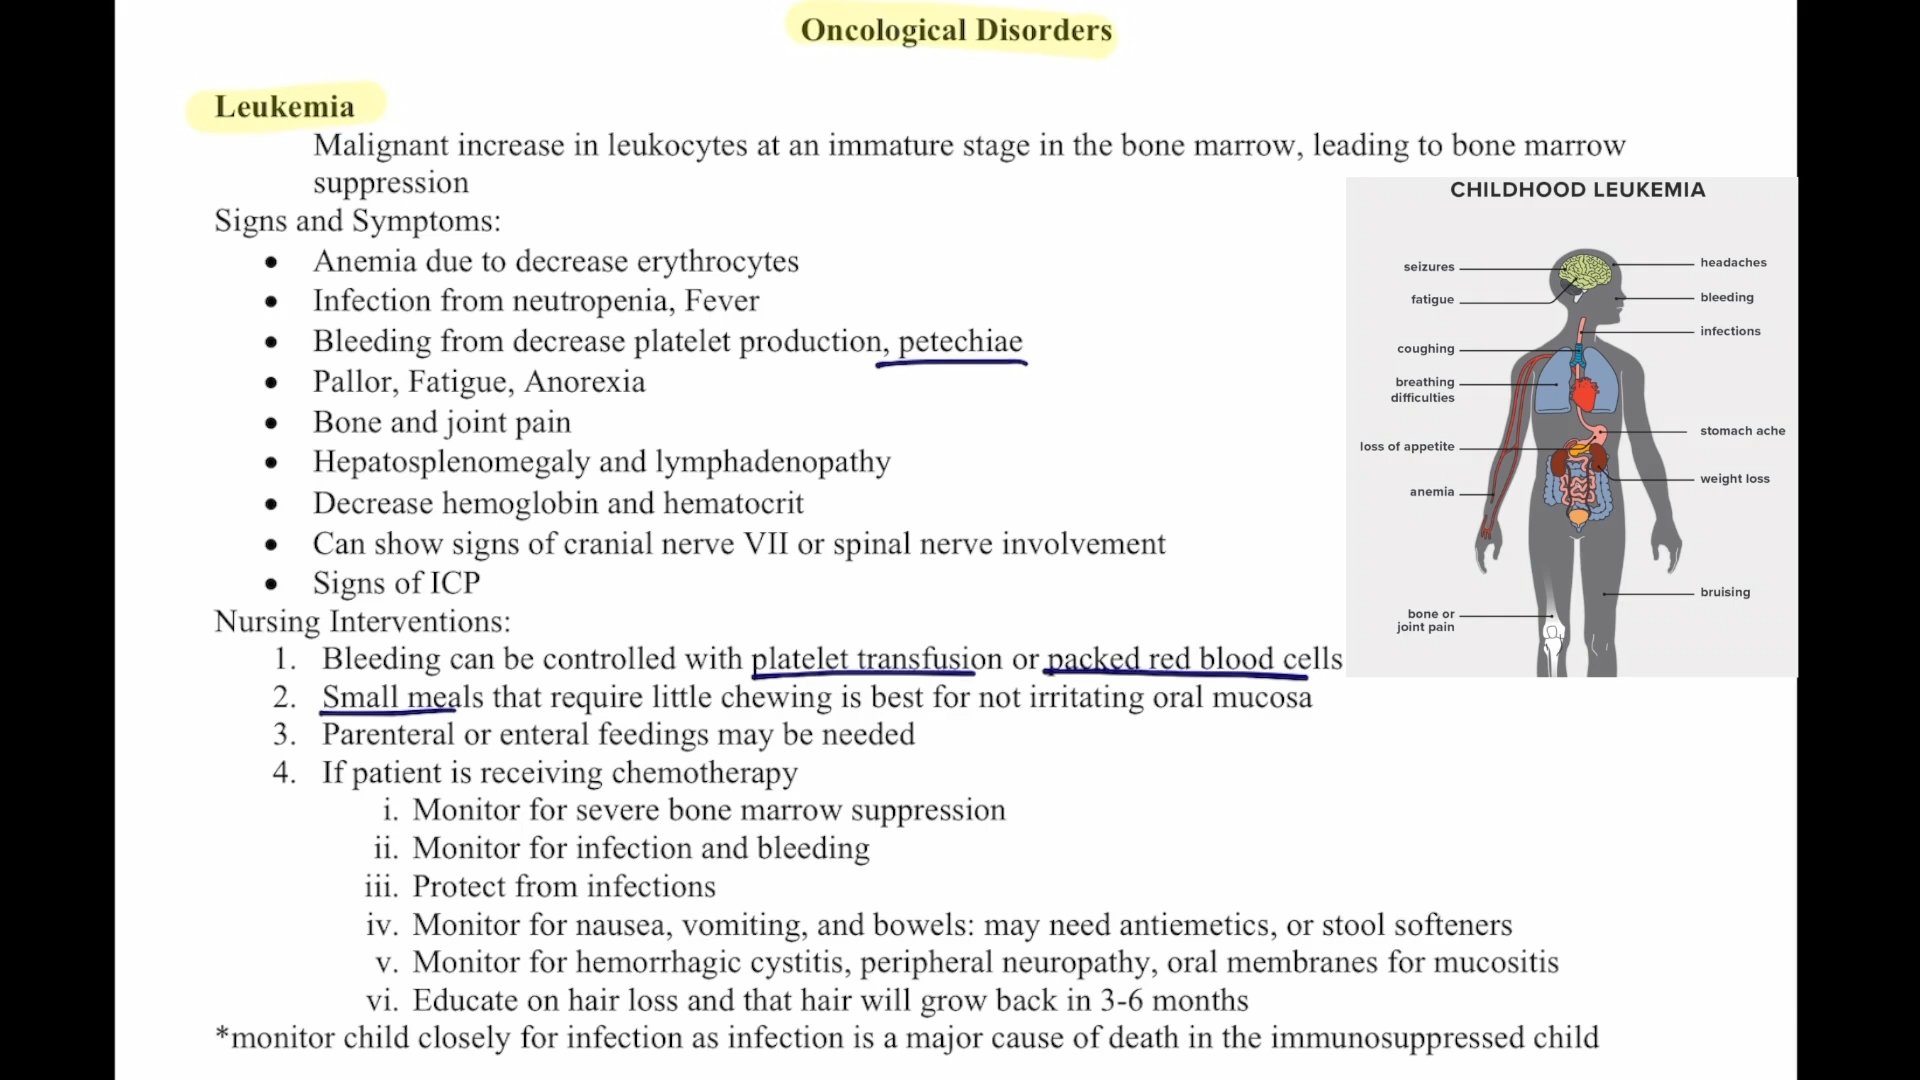 Oncological Disorders
Leukemia
Malignant increase in leukocytes at an immature stage in the bone marrow, leading to bone marrow
suppression
Signs and Symptoms:
• Anemia due to decrease erythrocytes
• Infection from neutropenia, Fever
• Bleeding from decrease platelet production, petechiae
• Pallor, Fatigue, Anorexia
• Bone and joint pain
• Hepatosplenomegaly and lymphadenopathy
• Decrease hemoglobin and hematocrit
• Can show signs of cranial nerve VII or spinal nerve involvement
• Signs of ICP
Nursing Interventions:
1. Bleeding can be controlled with platelet transfusion or packed red blood cells
2. Small meals that require little chewing is best for not irritating oral mucosa
3. Parenteral or enteral feedings may be needed
4. If patient is receiving chemotherapy
i. Monitor for severe bone marrow suppression
ii. Monitor for infection and bleeding
iii. Protect from infections
iv. Monitor for nausea, vomiting, and bowels: may need antiemetics, or stool softeners
v. Monitor for hemorrhagic cystitis, peripheral neuropathy, oral membranes for mucositis
vi. Educate on hair loss and that hair will grow back in 3-6 months
*monitor child closely for infection as infection is a major cause of death in the immunosuppressed child
CHILDHOOD LEUKEMIA
seizures
fatigue
coughing
breathing
difficulties
loss of appetite
anemia
bone or
joint pain
headaches
bleeding
infections
stomach ache
weight loss
bruising